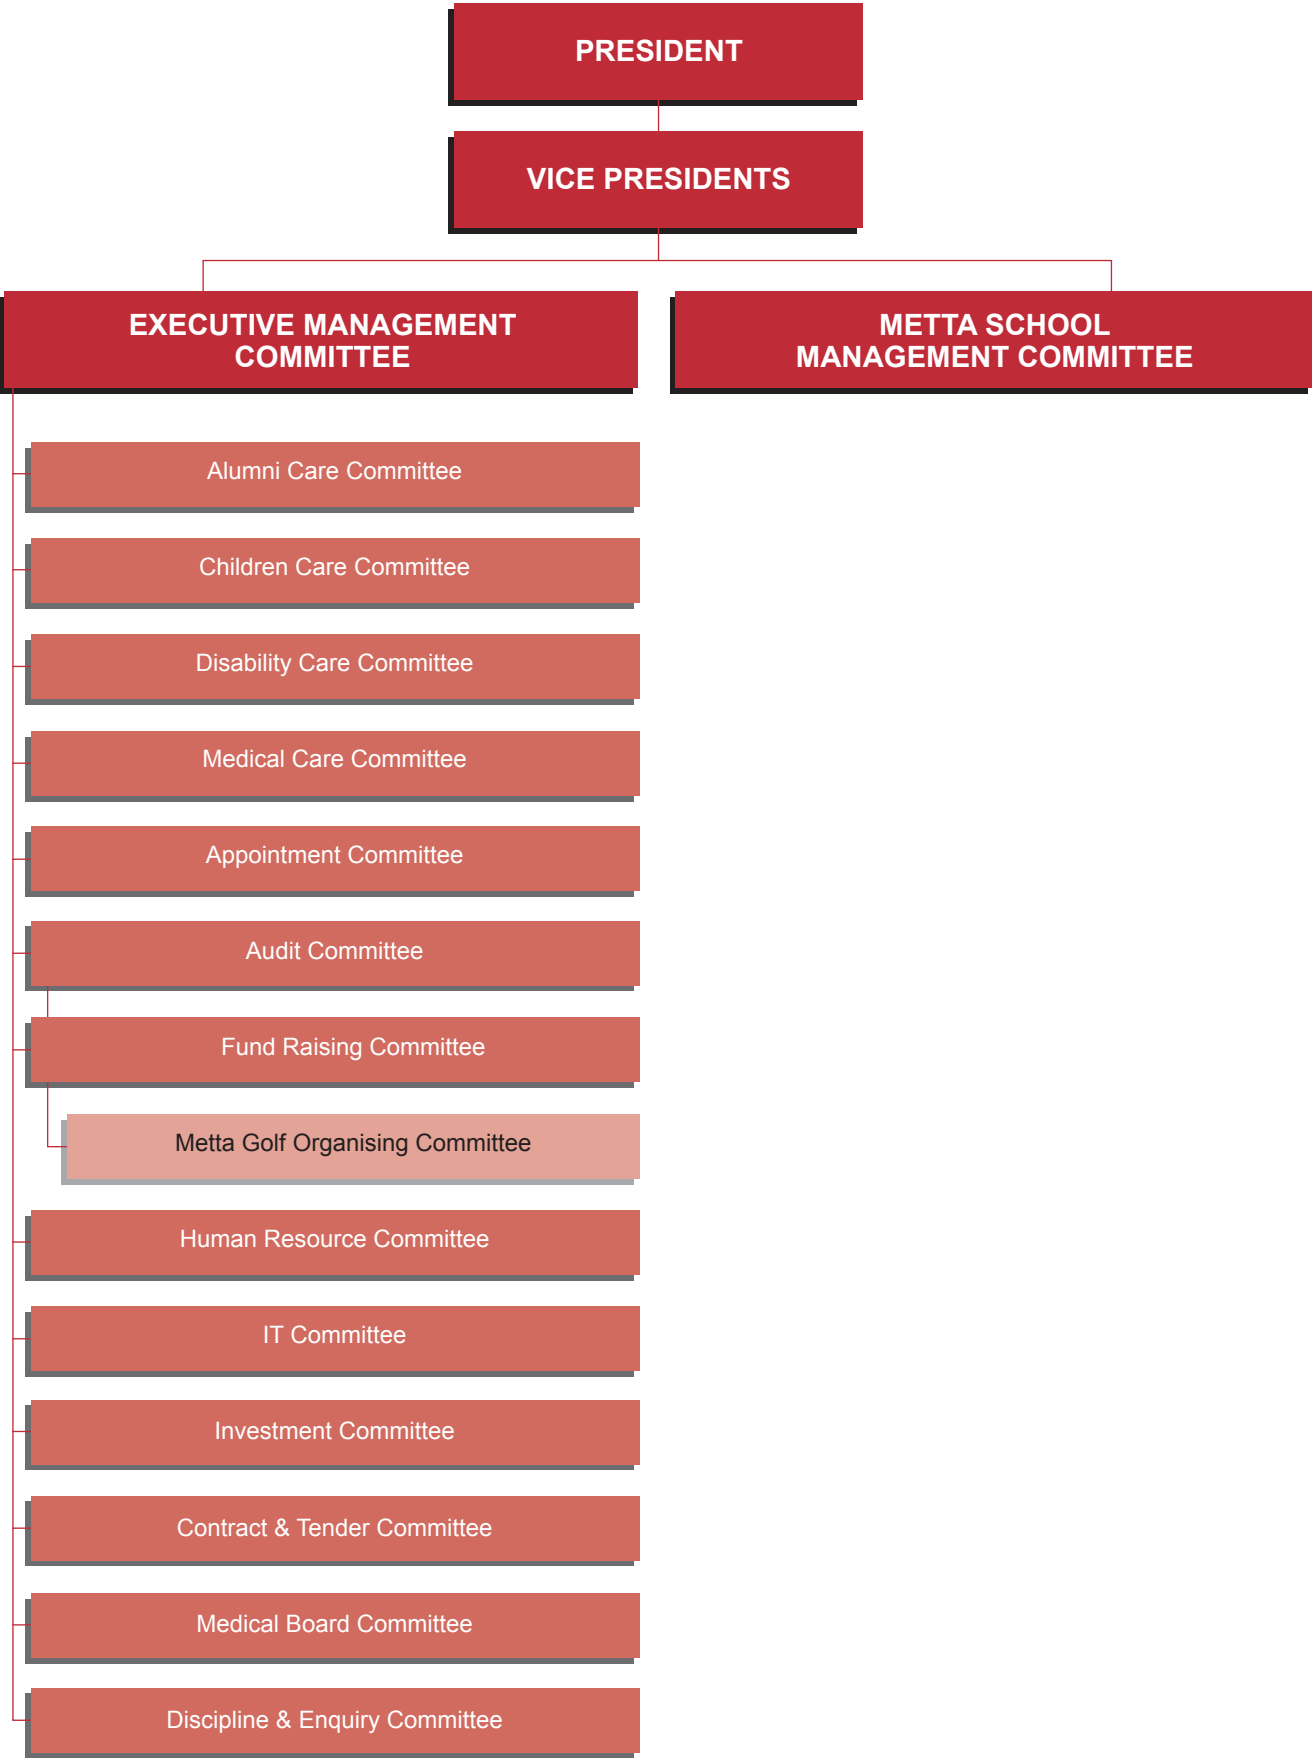 PRESIDENT
VICE PRESIDENTS
EXECUTIVE MANAGEMENT
COMMITTEE
METTA SCHOOL
MANAGEMENT COMMITTEE
Alumni Care Committee
Children Care Committee
Disability Care Committee
Medical Care Committee
Appointment Committee
Audit Committee
Fund Raising Committee
Metta Golf Organising Committee
Human Resource Committee
IT Committee
Investment Committee
Contract & Tender Committee
Medical Board Committee
Discipline & Enquiry Committee